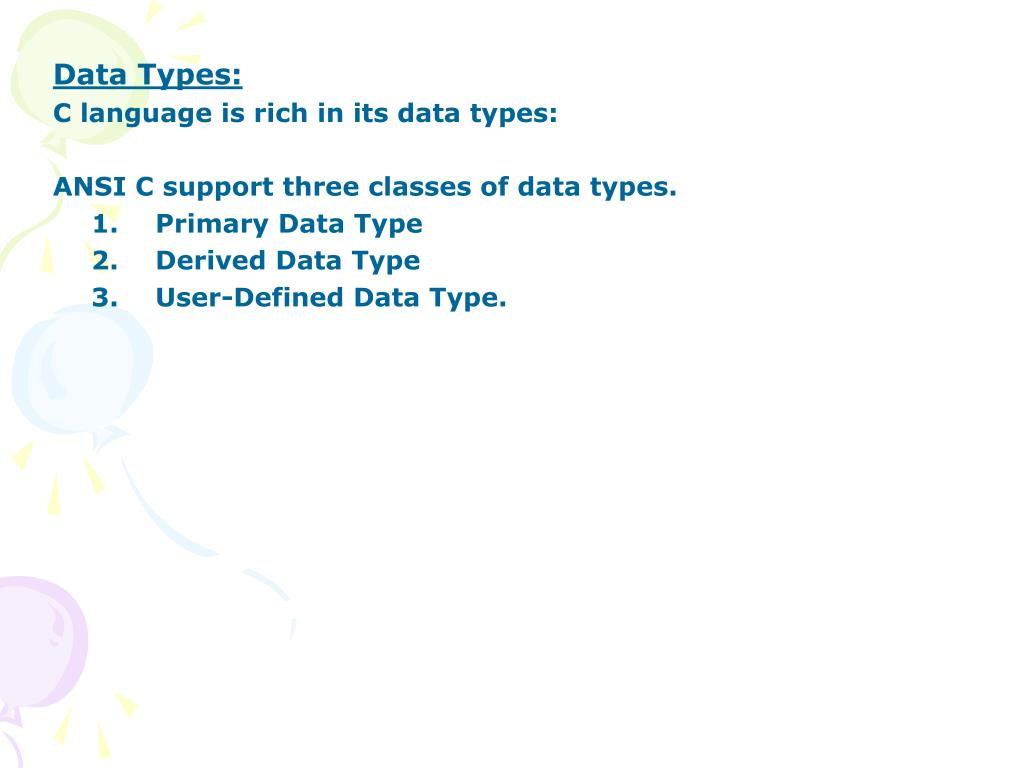 Data Types:
C language is rich in its data types:
ANSI C support three classes of data types.
1. Primary Data Type
2. Derived Data Type
3. User-Defined Data Type.